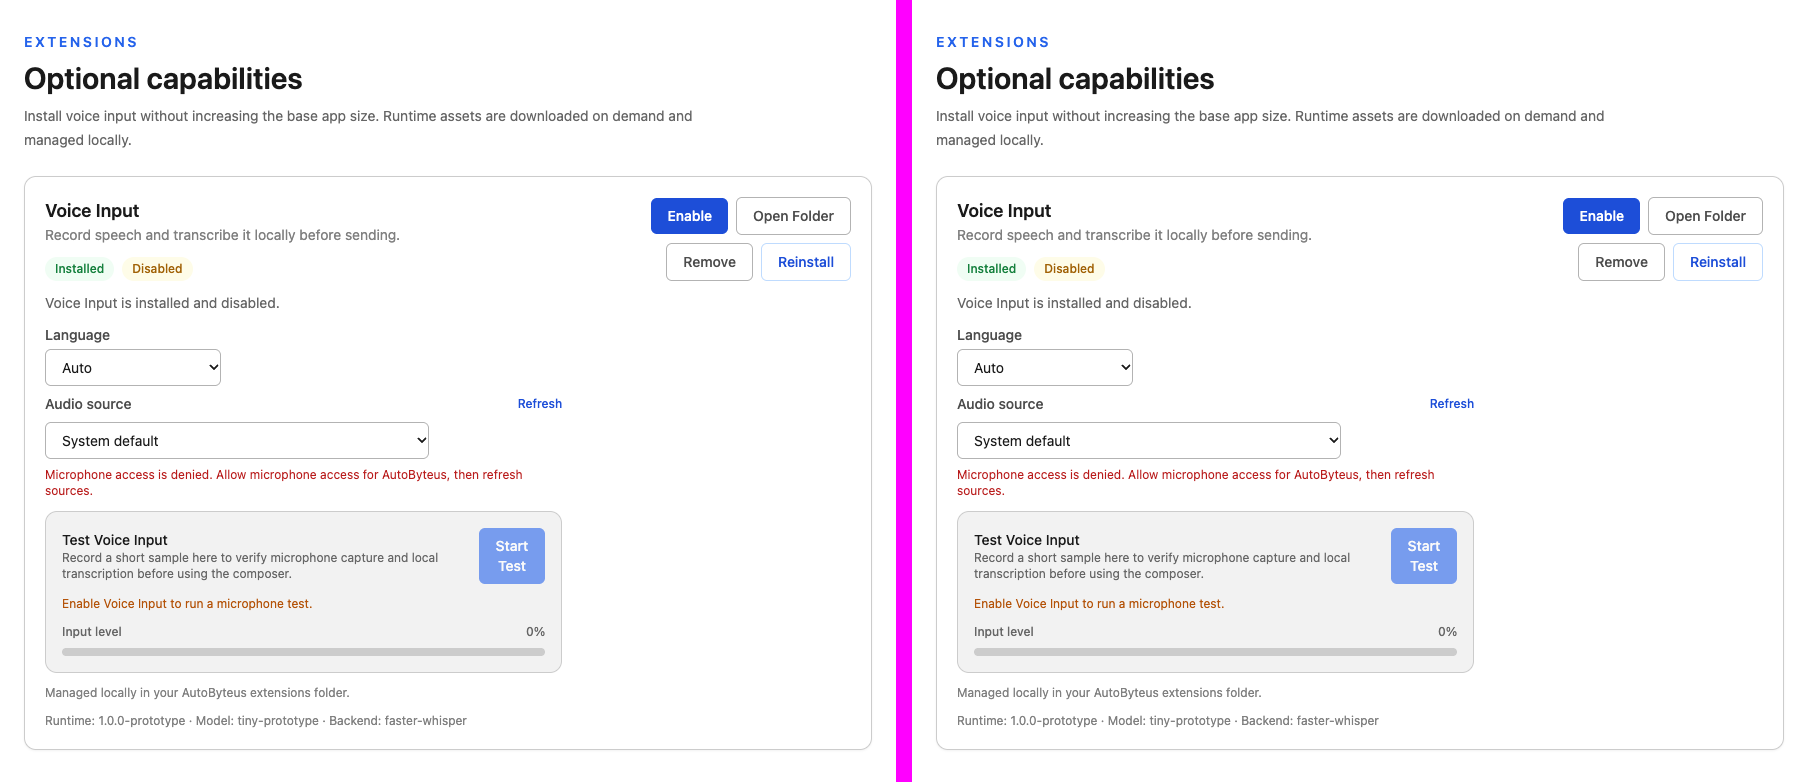 EXTENSIONS
Optional capabilities
Install voice input without increasing the base app size. Runtime assets are downloaded on demand and
managed locally.
Voice Input
Record speech and transcribe it locally before sending.
Installed Disabled
Voice Input is installed and disabled.
Enable Open Folder
Remove Reinstall
Language
Auto
Audio source Refresh
System default
Microphone access is denied. Allow microphone access for AutoByteus, then refresh
sources.
Test Voice Input
Record a short sample here to verify microphone capture and local
transcription before using the composer.
Start
Test
Enable Voice Input to run a microphone test.
Input level 0%
Managed locally in your AutoByteus extensions folder.
Runtime: 1.0.0-prototype · Model: tiny-prototype · Backend: faster-whisper
EXTENSIONS
Optional capabilities
Install voice input without increasing the base app size. Runtime assets are downloaded on demand and
managed locally.
Voice Input
Record speech and transcribe it locally before sending.
Installed Disabled
Voice Input is installed and disabled.
Enable Open Folder
Remove Reinstall
Language
Auto
Audio source Refresh
System default
Microphone access is denied. Allow microphone access for AutoByteus, then refresh
sources.
Test Voice Input
Record a short sample here to verify microphone capture and local
transcription before using the composer.
Start
Test
Enable Voice Input to run a microphone test.
Input level 0%
Managed locally in your AutoByteus extensions folder.
Runtime: 1.0.0-prototype · Model: tiny-prototype · Backend: faster-whisper